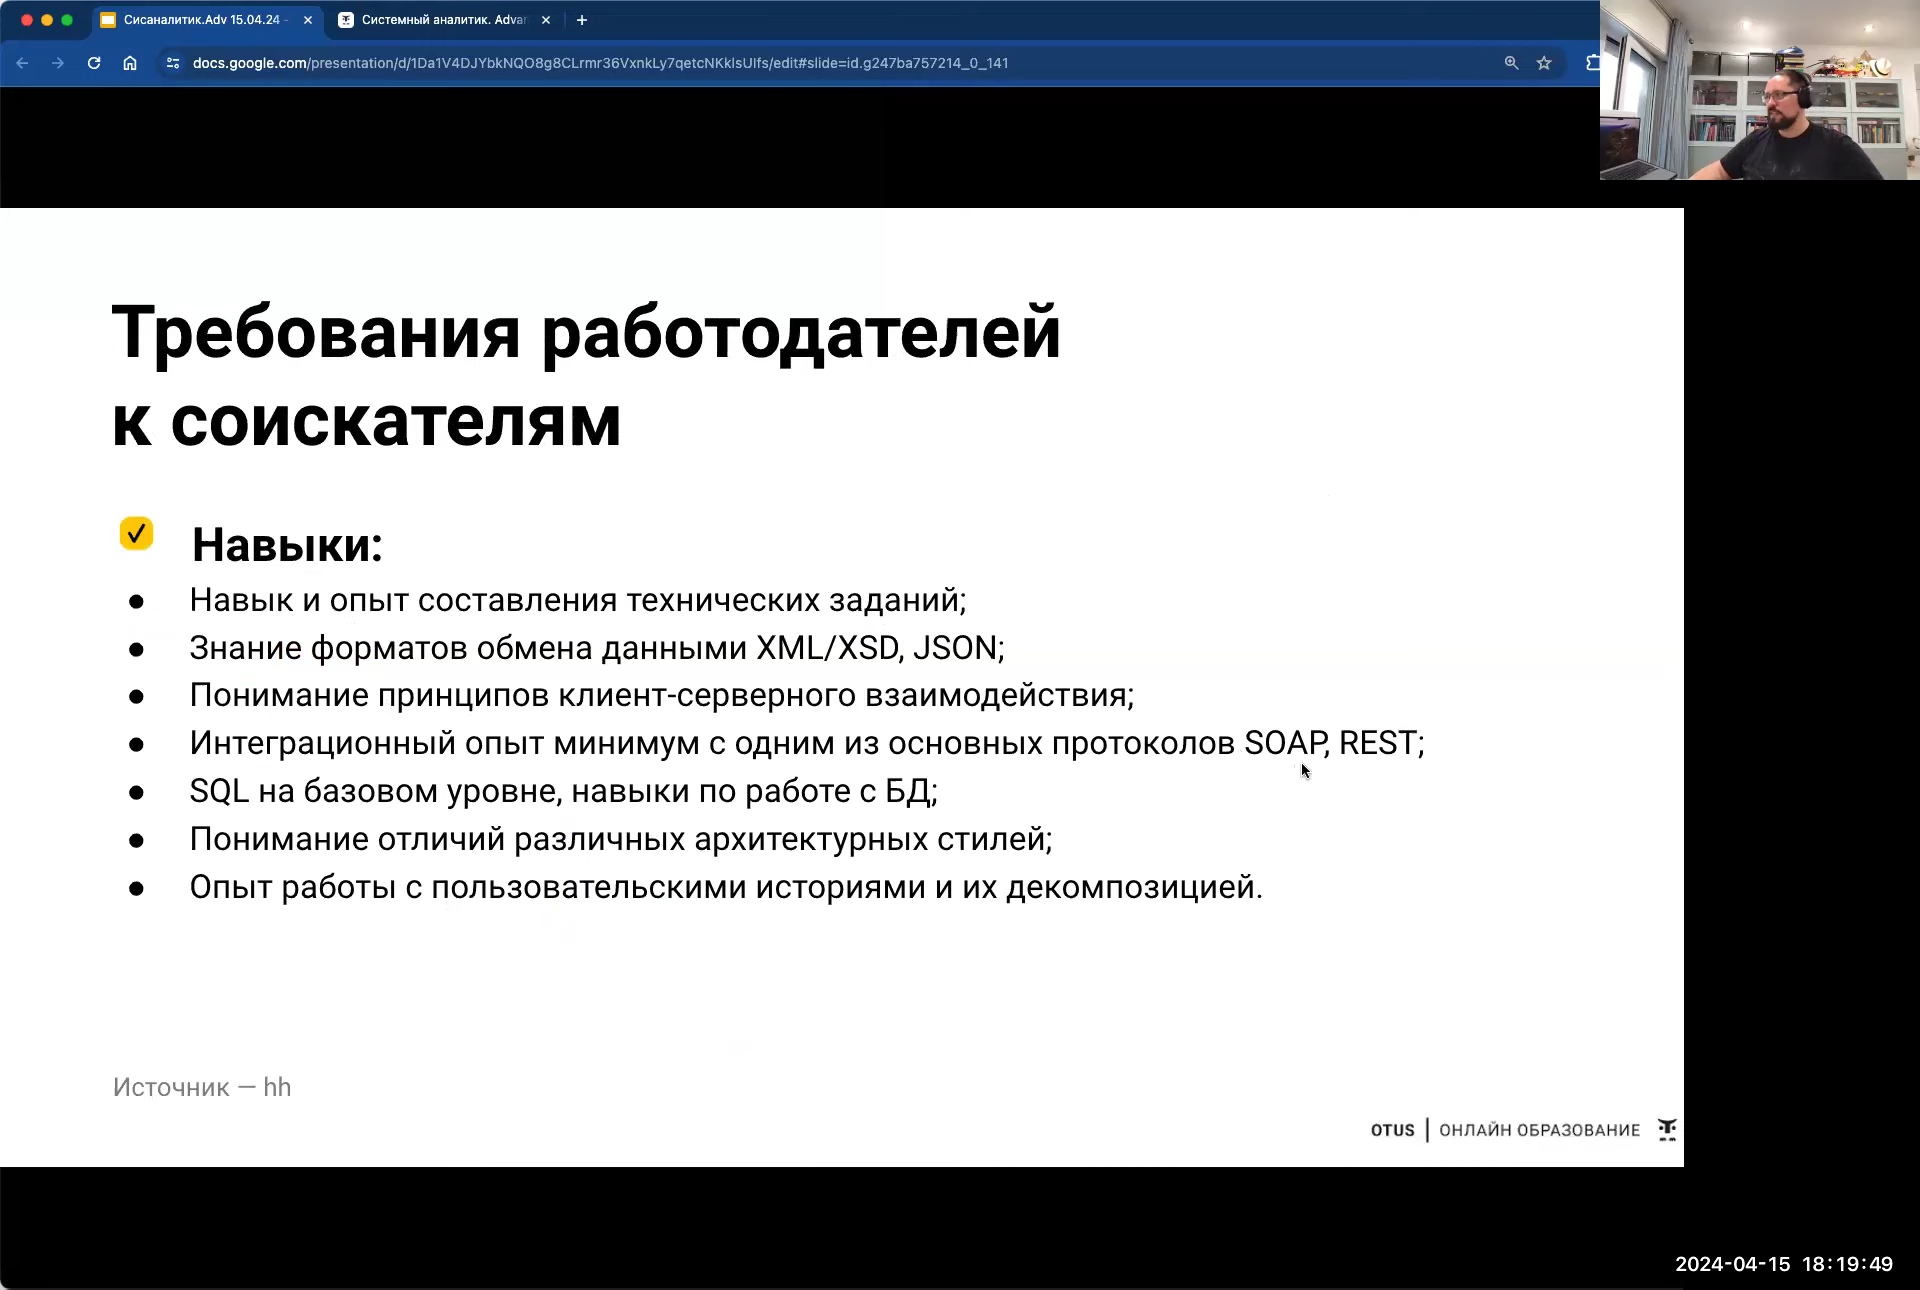 Сисаналитик.Adv 15.04.24 -
Системный аналитик. Advan
docs.google.com/presentation/d/1Da1V4DJYbkNQO8g8CLrmr36VxnkLy7qetcNKklsUlfs/edit#slide=id.g247ba757214_0_141
Требования работодателей
к соискателям
Навыки:
● Навык и опыт составления технических заданий;
● Знание форматов обмена данными XML/XSD, JSON;
● Понимание принципов клиент-серверного взаимодействия;
● Интеграционный опыт минимум с одним из основных протоколов SOAP, REST;
● SQL на базовом уровне, навыки по работе с БД;
● Понимание отличий различных архитектурных стилей;
● Опыт работы с пользовательскими историями и их декомпозицией.
Источник — hh
OTUS | ОНЛАЙН ОБРАЗОВАНИЕ
2024-04-15 18:19:49